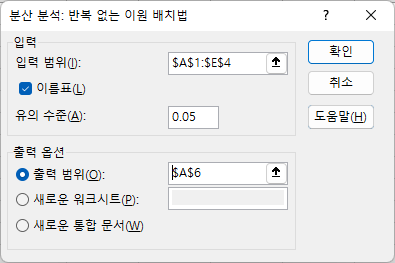 분산 분석: 반복 없는 이원 배치법 ? ×
입력
입력 범위(I): $A$1:$E$4
이름표(L)
유의 수준(A): 0.05
확인
취소
도움말(H)
출력 옵션
출력 범위(O): $A$6
새로운 워크시트(P):
새로운 통합 문서(W)